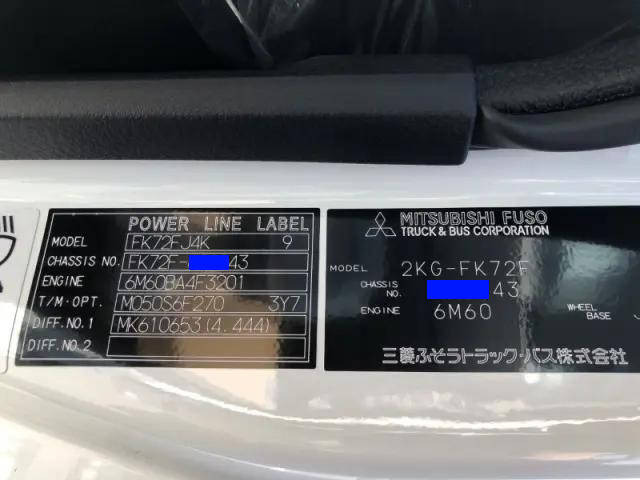 POWER LINE LABEL
MODEL FK72FJ4K 9
CHASSIS NO. FK72F- 43
ENGINE 6M60BA4F3201
T/M·OPT. M050S6F270 3Y7
DIFF.NO.1 MK610653(4.444)
DIFF.NO.2
MITSUBISHI FUSO
TRUCK & BUS CORPORATION
MODEL 2KG-FK72F
43
ENGINE 6M60 WHEEL BASE
三菱ふそうトラック・バス株式会社